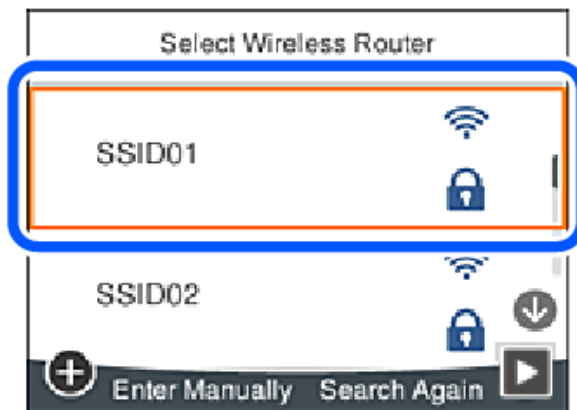 Select Wireless Router
SSID01
SSID02
Enter Manually Search Again